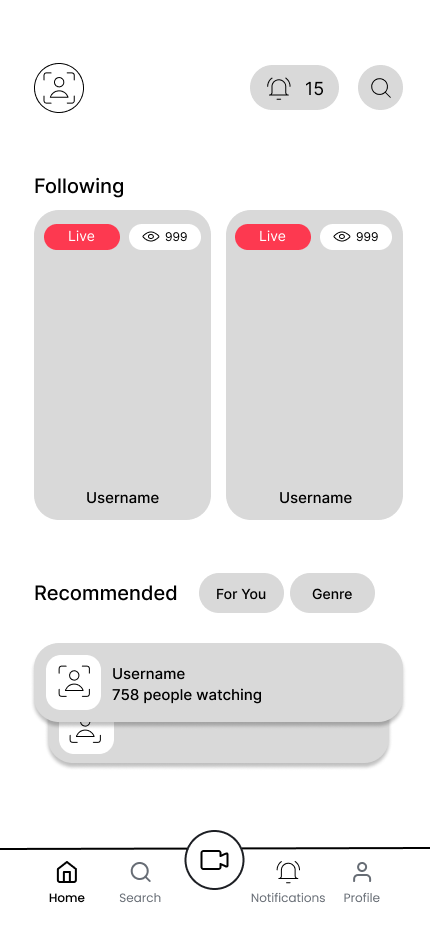 15
Following
Live 999
Live 999
Username
Username
Recommended For You Genre
Username
758 people watching
Home Search Notifications Profile